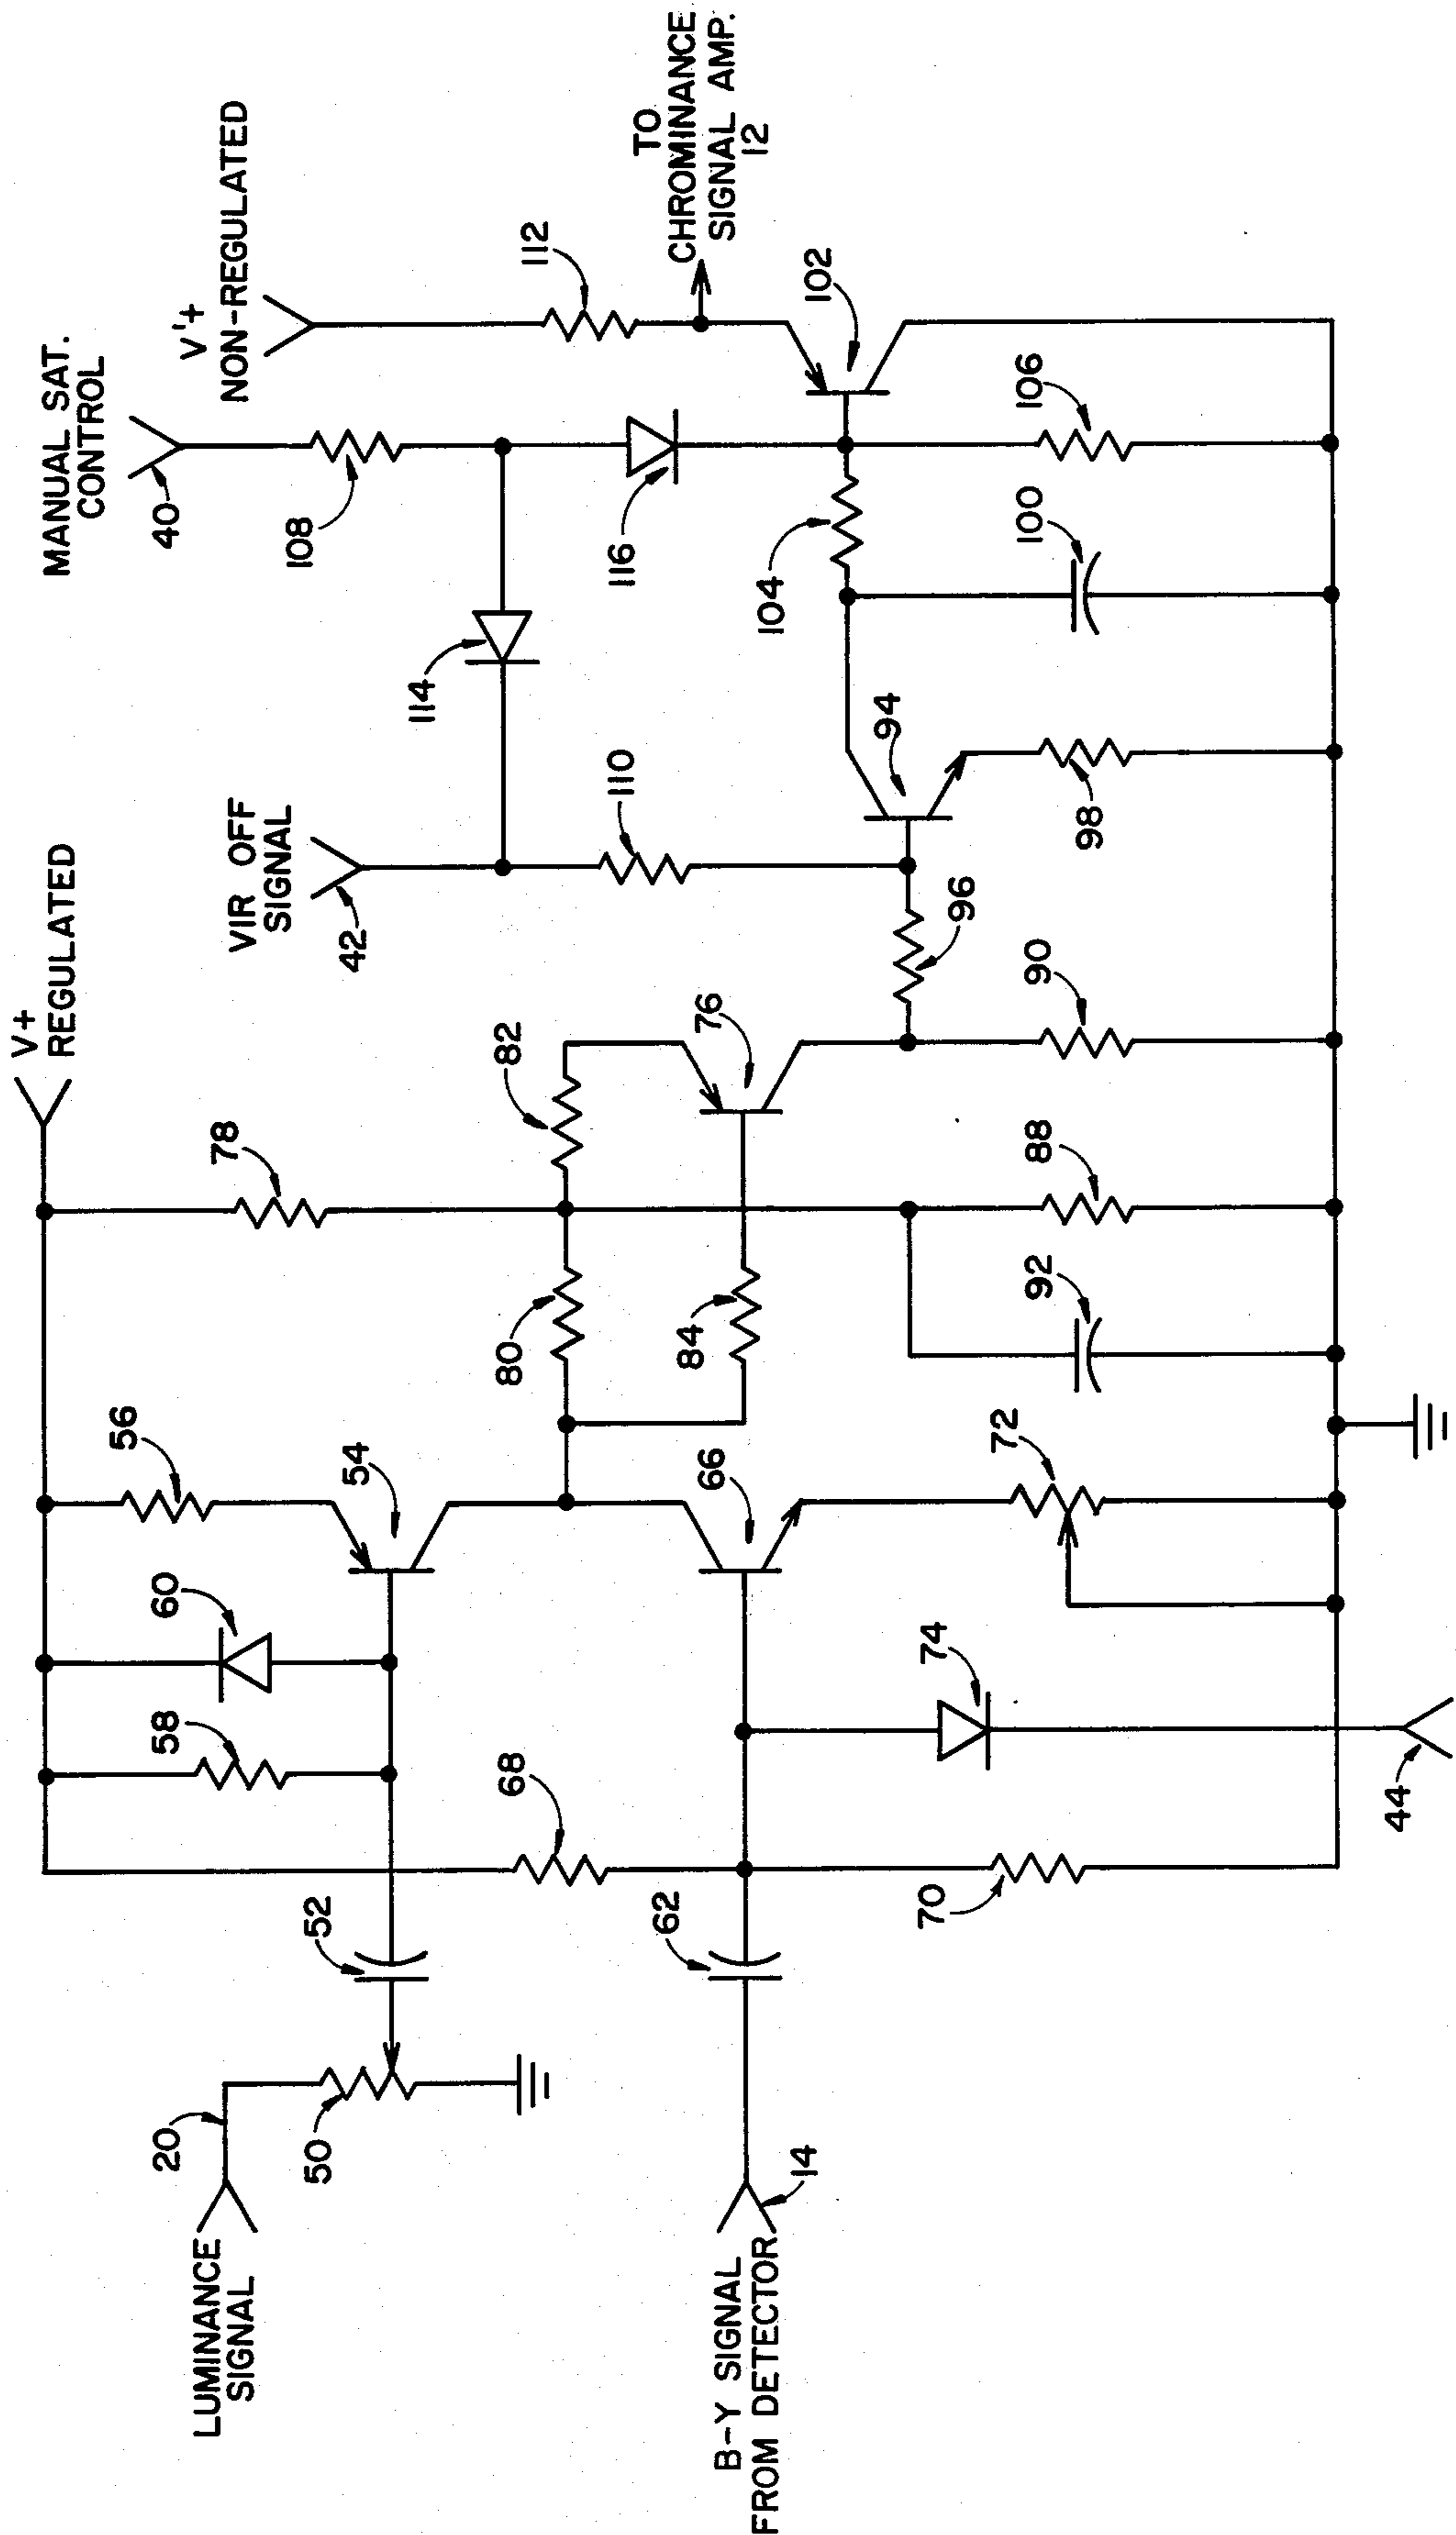 V+
REGULATED
MANUAL SAT.
CONTROL
V'+
NON-REGULATED
VIR OFF
SIGNAL
TO
CHROMINANCE
SIGNAL AMP.
12
LUMINANCE
SIGNAL
B-Y SIGNAL
FROM DETECTOR
20
50
52
58
60
56
54
78
80
82
84
76
42
114
110
40
108
116
112
102
104
94
96
98
100
106
90
88
92
14
62
68
66
70
74
72
44